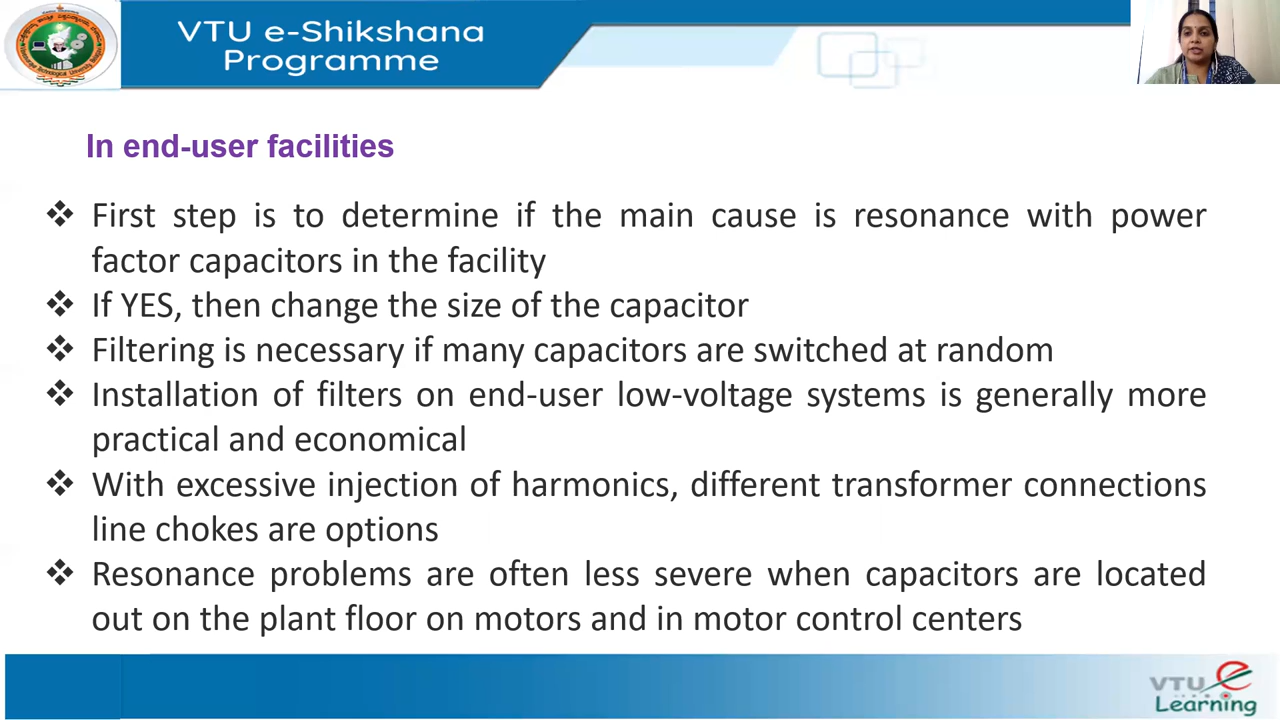 VTU e-Shikshana
Programme
In end-user facilities
❖ First step is to determine if the main cause is resonance with power
factor capacitors in the facility
❖ If YES, then change the size of the capacitor
❖ Filtering is necessary if many capacitors are switched at random
❖ Installation of filters on end-user low-voltage systems is generally more
practical and economical
❖ With excessive injection of harmonics, different transformer connections
line chokes are options
❖ Resonance problems are often less severe when capacitors are located
out on the plant floor on motors and in motor control centers
VTU e
Learning